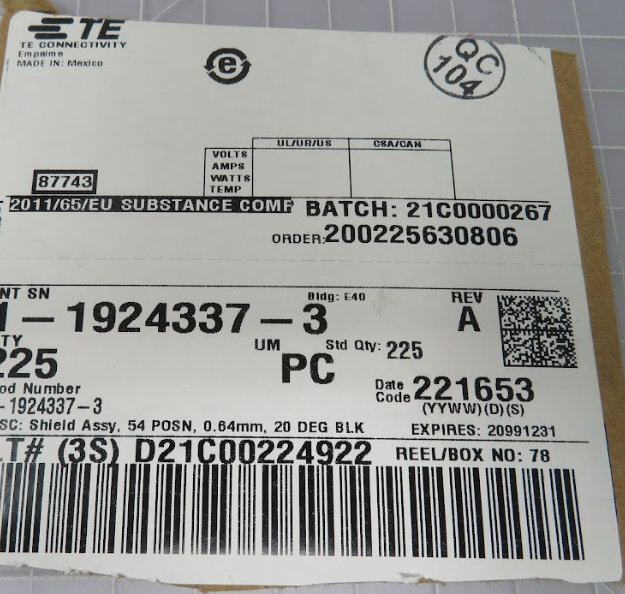 TE
TE CONNECTIVITY
Empalme
MADE IN: Mexico
e
QC
104
UL/UR/US CSA/CAN
VOLTS
AMPS
WATTS
TEMP
87743
2011/65/EU SUBSTANCE COMP
BATCH: 21C0000267
ORDER:200225630806
NT SN
Bldg: E40
REV
1-1924337-3
A
TY
225
UM
PC
Std Qty: 225
od Number
-1924337-3
Date
Code 221653
(YYWW)(D)(S)
SC: Shield Assy, 54 POSN, 0.64mm, 20 DEG BLK
EXPIRES: 20991231
LT# (3S) D21C00224922
REEL/BOX NO: 78